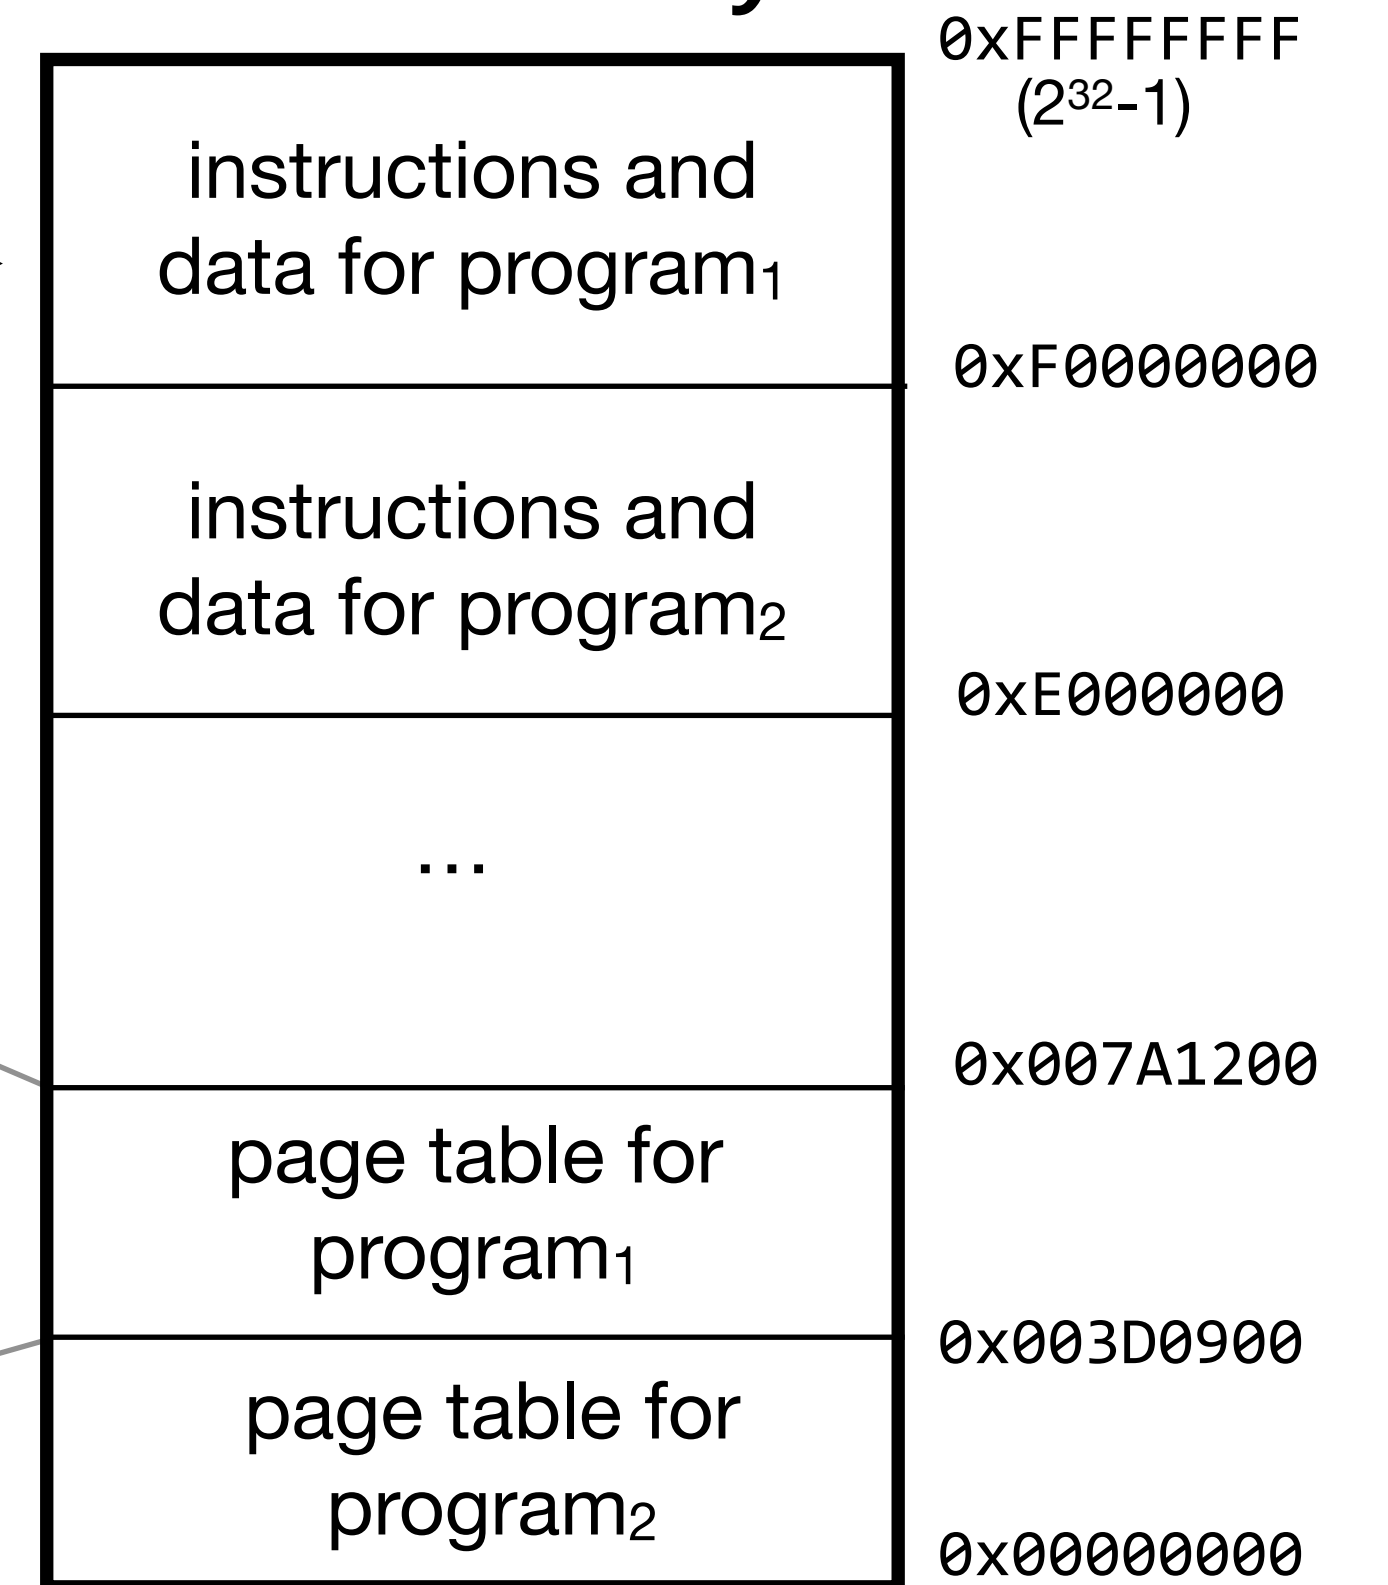 0xFFFFFFFF
(2³²-1)
instructions and
data for program₁
0xF0000000
instructions and
data for program₂
0xE000000
...
0x007A1200
page table for
program₁
0x003D0900
page table for
program₂
0x00000000